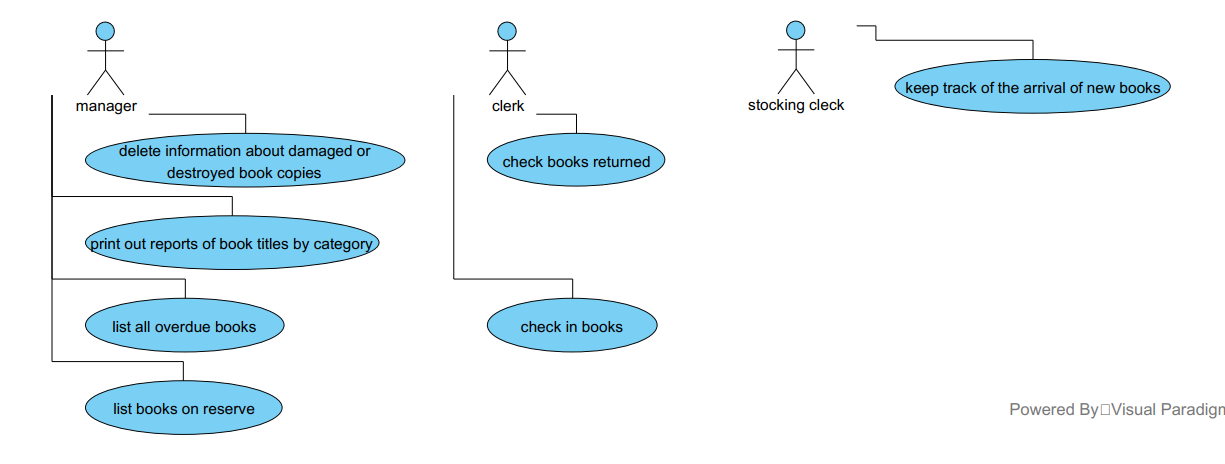 manager
delete information about damaged or
destroyed book copies
print out reports of book titles by category
list all overdue books
list books on reserve
clerk
check books returned
check in books
stocking cleck
keep track of the arrival of new books
Powered By Visual Paradigm